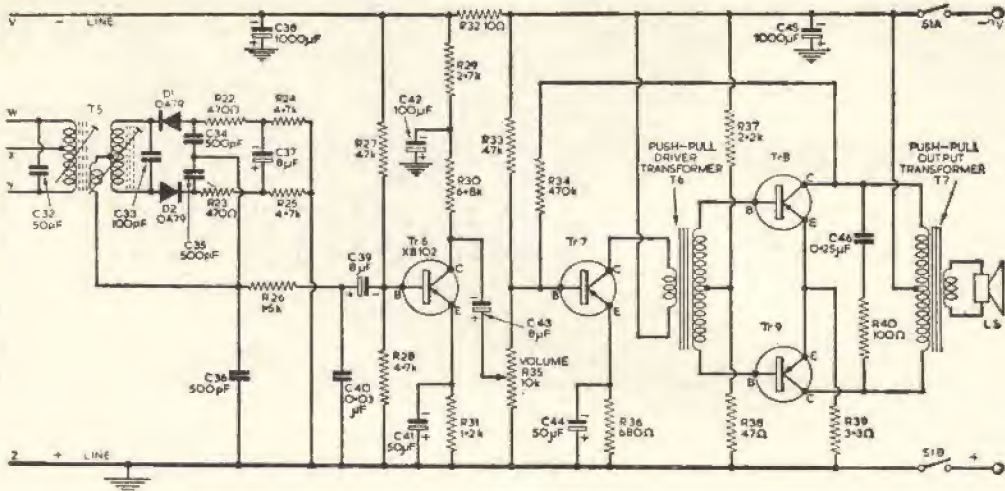 V - LINE
C38
1000µF
R32 10Ω
C45
1000µF
S1A
V
W
X
Y
T5
C32
50µF
C33
100pF
D1
OA79
D2
OA79
C34
500pF
C35
500pF
R22
470Ω
R23
470Ω
C37
8µF
R24
4·7k
R25
4·7k
R26
C36
500pF
C39
8µF
C40
0·03
µF
R27
47k
R28
4·7k
C42
100µF
R29
2·7k
R30
6·8k
Tr6
XB102
B
C
E
C41
50µF
R31
1·2k
C43
8µF
R33
47k
VOLUME
R35
10k
R34
470k
Tr7
B
C
E
C44
50µF
R36
680Ω
PUSH-PULL
DRIVER
TRANSFORMER
T6
R37
2·2k
R38
47Ω
Tr8
B
C
E
Tr9
B
E
C
R39
3·3Ω
C46
0·25µF
R40
100Ω
PUSH-PULL
OUTPUT
TRANSFORMER
T7
L.S.
Z + LINE
S1B
+